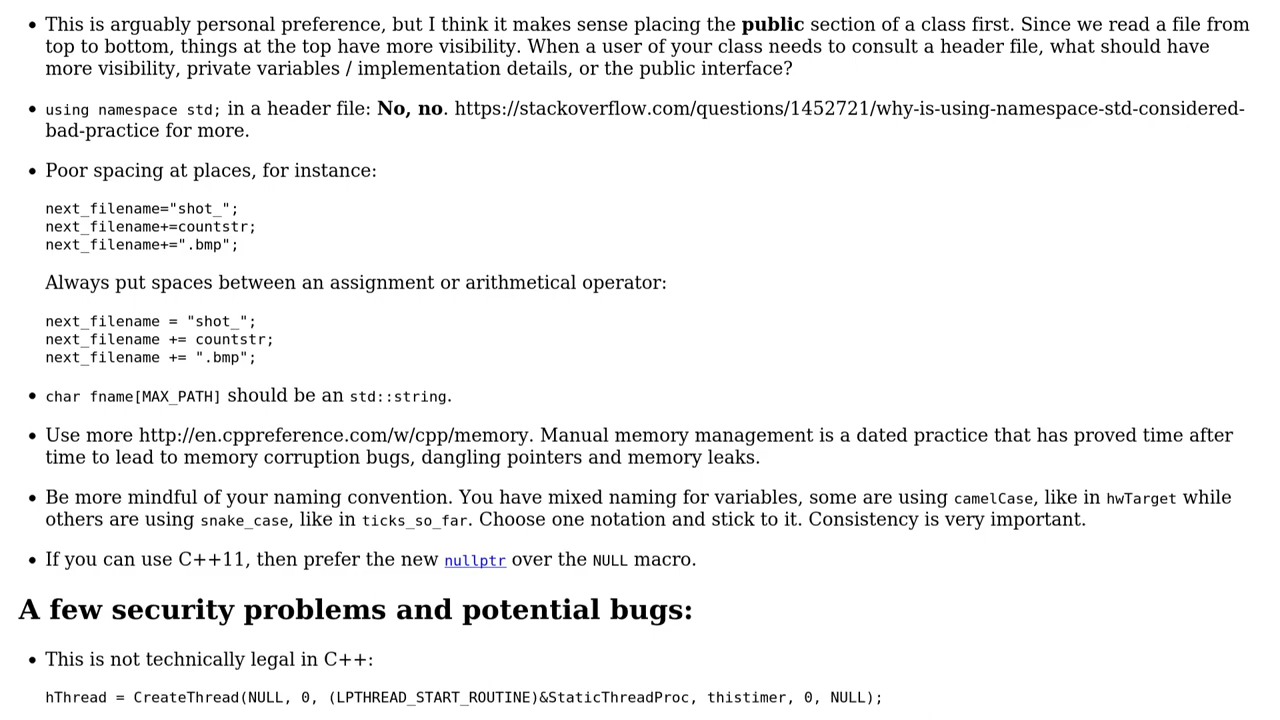 • This is arguably personal preference, but I think it makes sense placing the public section of a class first. Since we read a file from
top to bottom, things at the top have more visibility. When a user of your class needs to consult a header file, what should have
more visibility, private variables / implementation details, or the public interface?
• using namespace std; in a header file: No, no. https://stackoverflow.com/questions/1452721/why-is-using-namespace-std-considered-
bad-practice for more.
• Poor spacing at places, for instance:
next_filename="shot_";
next_filename+=countstr;
next_filename+=".bmp";
Always put spaces between an assignment or arithmetical operator:
next_filename = "shot_";
next_filename += countstr;
next_filename += ".bmp";
• char fname[MAX_PATH] should be an std::string.
• Use more http://en.cppreference.com/w/cpp/memory. Manual memory management is a dated practice that has proved time after
time to lead to memory corruption bugs, dangling pointers and memory leaks.
• Be more mindful of your naming convention. You have mixed naming for variables, some are using camelCase, like in hwTarget while
others are using snake_case, like in ticks_so_far. Choose one notation and stick to it. Consistency is very important.
• If you can use C++11, then prefer the new nullptr over the NULL macro.
A few security problems and potential bugs:
• This is not technically legal in C++:
hThread = CreateThread(NULL, 0, (LPTHREAD_START_ROUTINE)&StaticThreadProc, thistimer, 0, NULL);